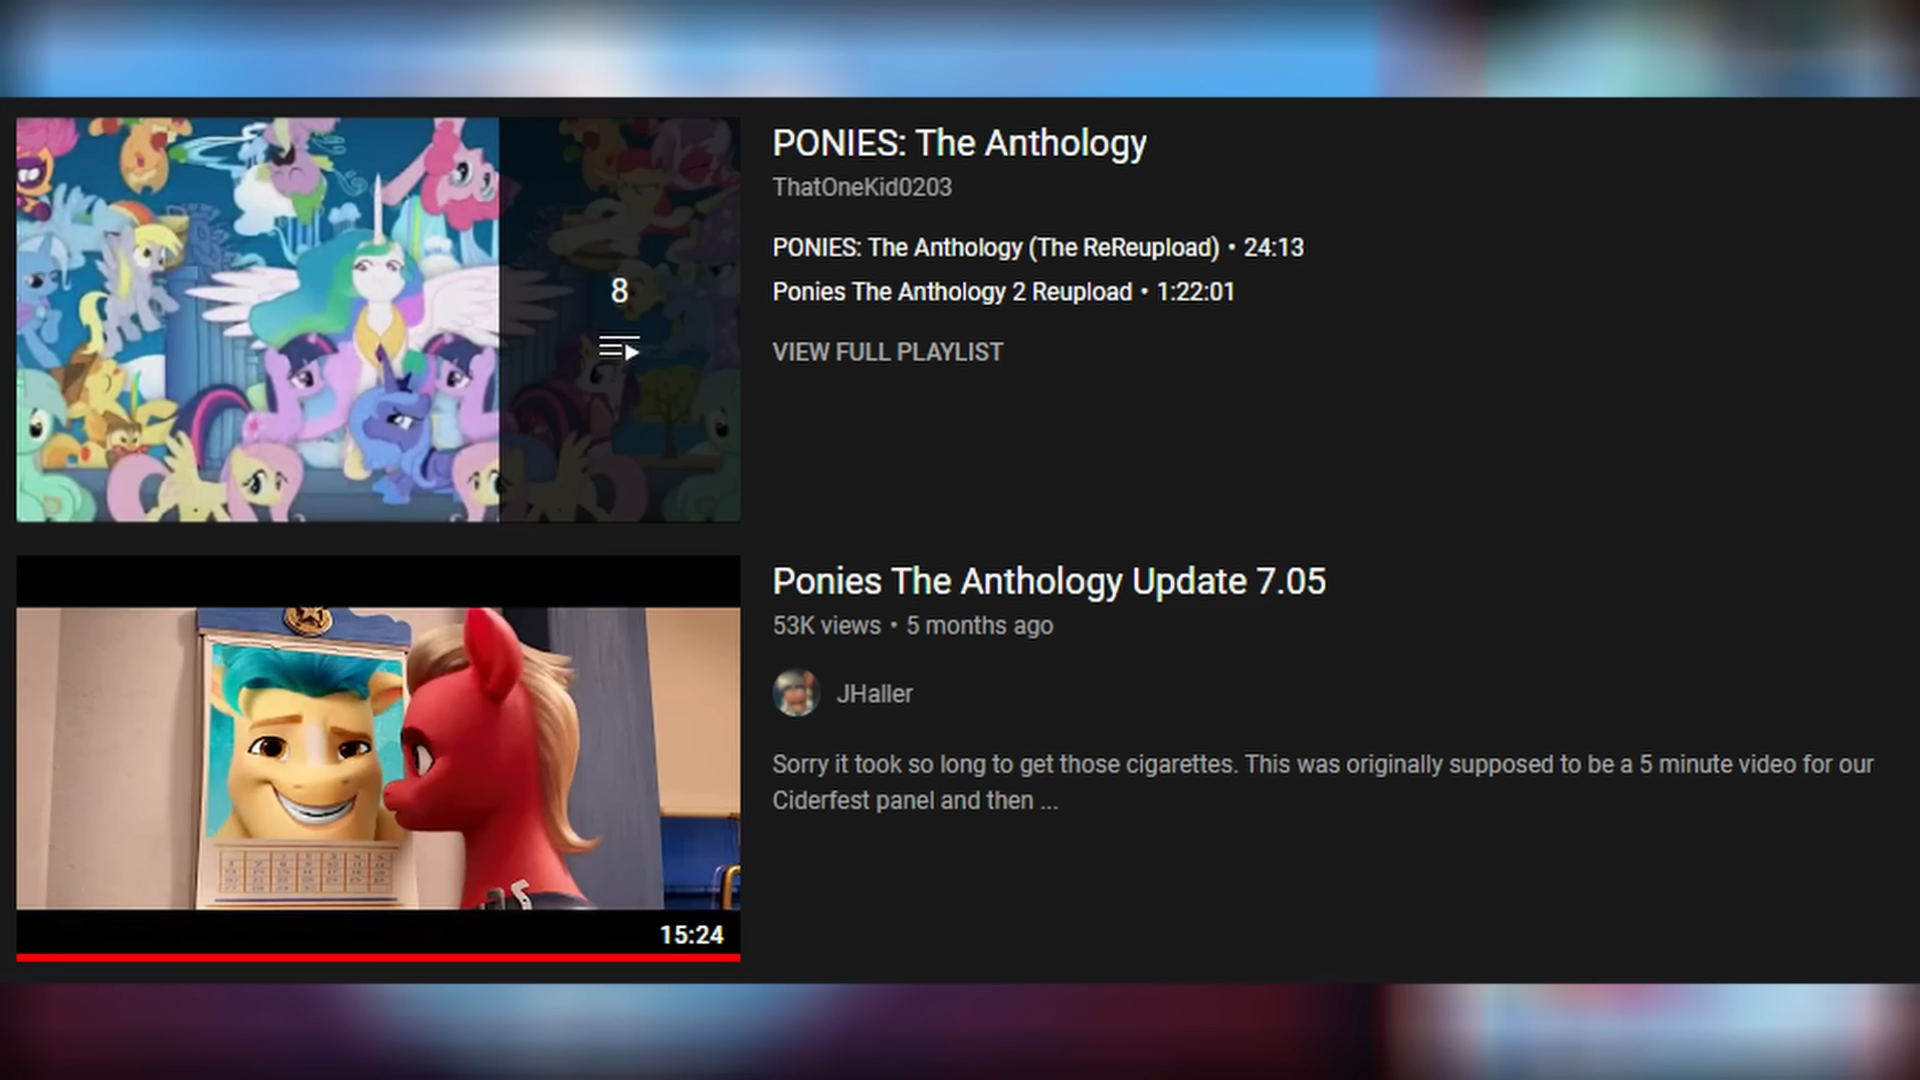 PONIES: The Anthology
ThatOneKid0203
PONIES: The Anthology (The ReReupload) • 24:13
8
Ponies The Anthology 2 Reupload • 1:22:01
VIEW FULL PLAYLIST
Ponies The Anthology Update 7.05
53K views • 5 months ago
JHaller
Sorry it took so long to get those cigarettes. This was originally supposed to be a 5 minute video for our
Ciderfest panel and then ...
15:24